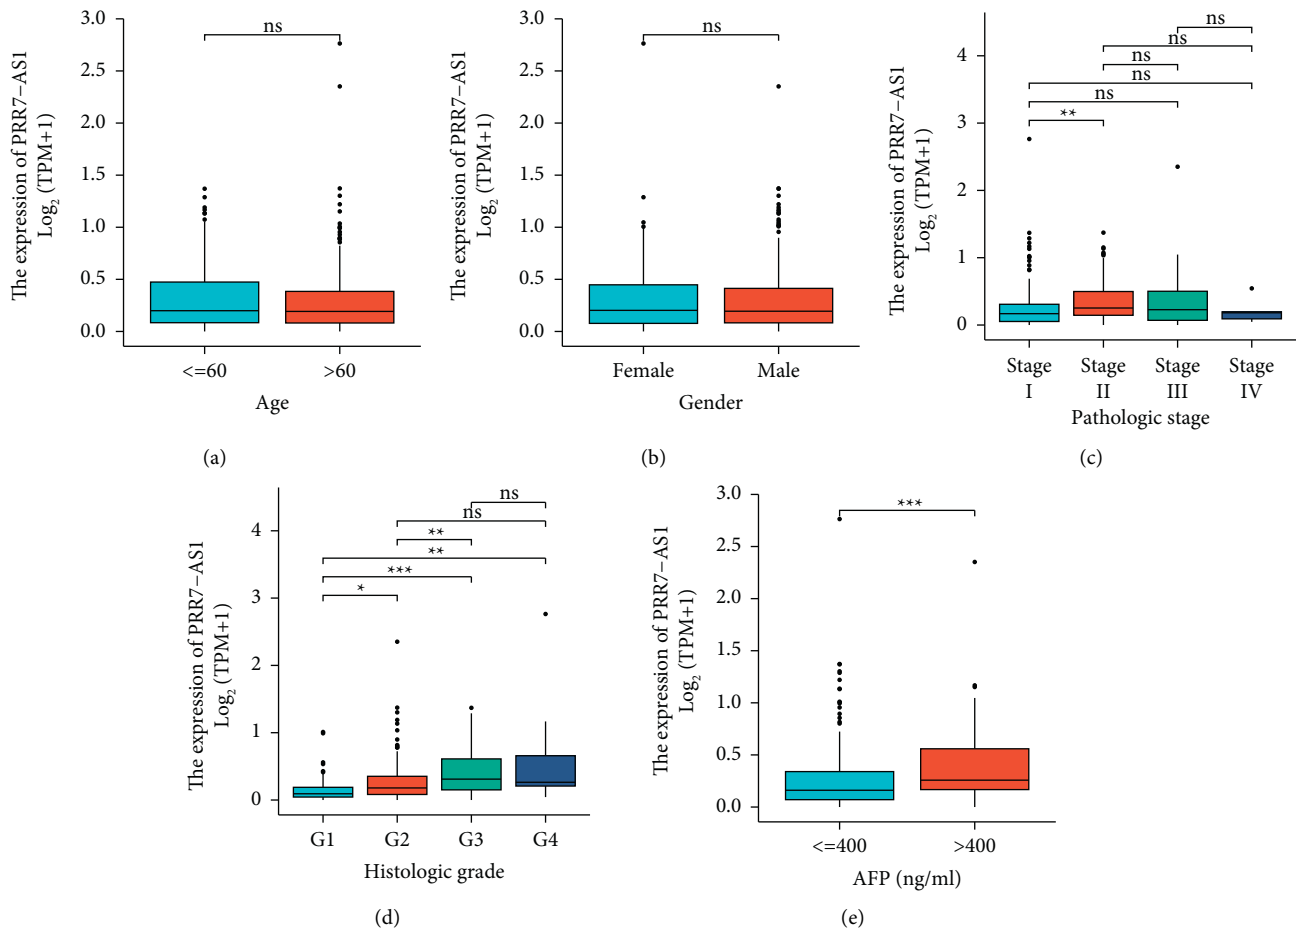 The expression of PRR7−AS1
Log2 (TPM+1)
3.0
2.5
2.0
1.5
1.0
0.5
0.0
ns
<=60
>60
Age
(a)
The expression of PRR7−AS1
Log2 (TPM+1)
3.0
2.5
2.0
1.5
1.0
0.5
0.0
ns
Female
Male
Gender
(b)
The expression of PRR7−AS1
Log2 (TPM+1)
4
3
2
1
0
ns
ns
ns
ns
ns
**
Stage I
Stage II
Stage III
Stage IV
Pathologic stage
(c)
The expression of PRR7−AS1
Log2 (TPM+1)
4
3
2
1
0
ns
ns
**
**
***
*
G1
G2
G3
G4
Histologic grade
(d)
The expression of PRR7−AS1
Log2 (TPM+1)
3.0
2.5
2.0
1.5
1.0
0.5
0.0
***
<=400
>400
AFP (ng/ml)
(e)